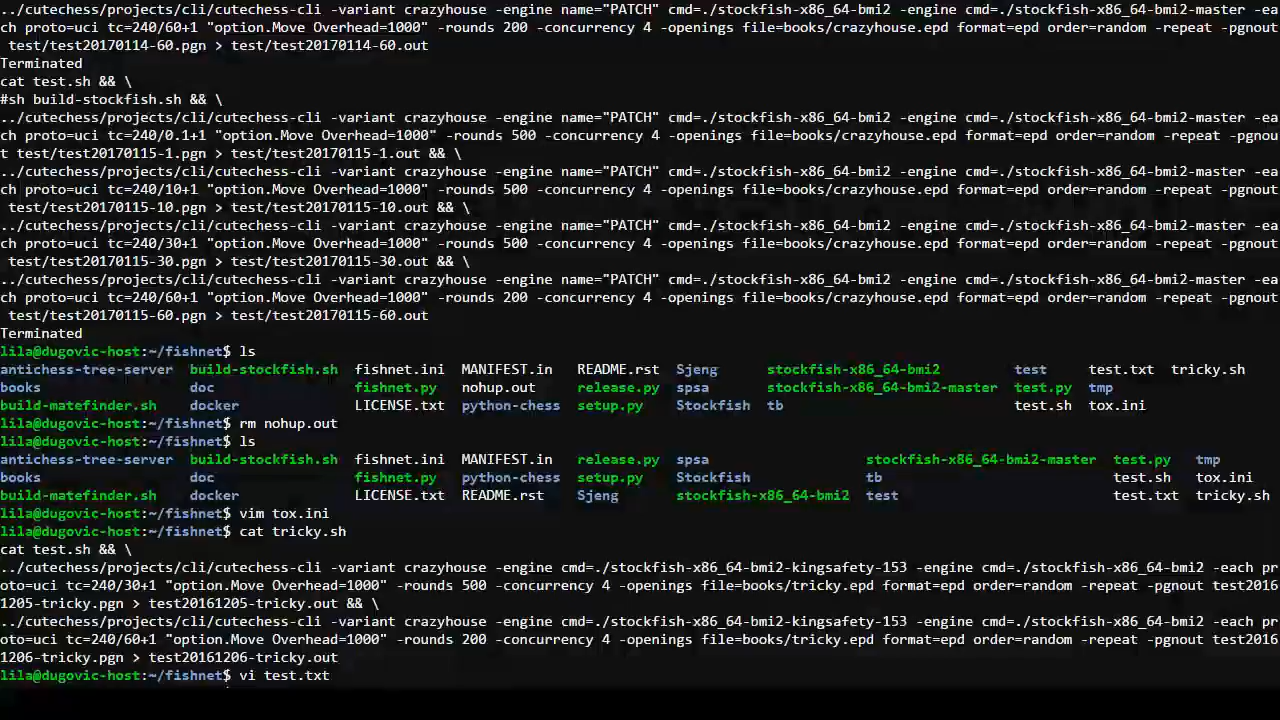 ../cutechess/projects/cli/cutechess-cli -variant crazyhouse -engine name="PATCH" cmd=./stockfish-x86_64-bmi2 -engine cmd=./stockfish-x86_64-bmi2-master -ea
ch proto=uci tc=240/60+1 "option.Move Overhead=1000" -rounds 200 -concurrency 4 -openings file=books/crazyhouse.epd format=epd order=random -repeat -pgnout
 test/test20170114-60.pgn > test/test20170114-60.out
Terminated
cat test.sh && \
#sh build-stockfish.sh && \
../cutechess/projects/cli/cutechess-cli -variant crazyhouse -engine name="PATCH" cmd=./stockfish-x86_64-bmi2 -engine cmd=./stockfish-x86_64-bmi2-master -ea
ch proto=uci tc=240/0.1+1 "option.Move Overhead=1000" -rounds 500 -concurrency 4 -openings file=books/crazyhouse.epd format=epd order=random -repeat -pgnou
t test/test20170115-1.pgn > test/test20170115-1.out && \
../cutechess/projects/cli/cutechess-cli -variant crazyhouse -engine name="PATCH" cmd=./stockfish-x86_64-bmi2 -engine cmd=./stockfish-x86_64-bmi2-master -ea
ch proto=uci tc=240/10+1 "option.Move Overhead=1000" -rounds 500 -concurrency 4 -openings file=books/crazyhouse.epd format=epd order=random -repeat -pgnout
 test/test20170115-10.pgn > test/test20170115-10.out && \
../cutechess/projects/cli/cutechess-cli -variant crazyhouse -engine name="PATCH" cmd=./stockfish-x86_64-bmi2 -engine cmd=./stockfish-x86_64-bmi2-master -ea
ch proto=uci tc=240/30+1 "option.Move Overhead=1000" -rounds 500 -concurrency 4 -openings file=books/crazyhouse.epd format=epd order=random -repeat -pgnout
 test/test20170115-30.pgn > test/test20170115-30.out && \
../cutechess/projects/cli/cutechess-cli -variant crazyhouse -engine name="PATCH" cmd=./stockfish-x86_64-bmi2 -engine cmd=./stockfish-x86_64-bmi2-master -ea
ch proto=uci tc=240/60+1 "option.Move Overhead=1000" -rounds 200 -concurrency 4 -openings file=books/crazyhouse.epd format=epd order=random -repeat -pgnout
 test/test20170115-60.pgn > test/test20170115-60.out
Terminated
lila@dugovic-host:~/fishnet$ ls
antichess-tree-server  build-stockfish.sh  fishnet.ini  MANIFEST.in  README.rst  Sjeng      stockfish-x86_64-bmi2         test     test.txt  tricky.sh
books                  doc                 fishnet.py   nohup.out    release.py  spsa       stockfish-x86_64-bmi2-master  test.py  tmp
build-matefinder.sh    docker              LICENSE.txt  python-chess  setup.py    Stockfish  tb                            test.sh  tox.ini
lila@dugovic-host:~/fishnet$ rm nohup.out
lila@dugovic-host:~/fishnet$ ls
antichess-tree-server  build-stockfish.sh  fishnet.ini  MANIFEST.in   release.py  spsa                   stockfish-x86_64-bmi2-master  test.py   tmp
books                  doc                 fishnet.py   python-chess  setup.py    Stockfish              tb                            test.sh   tox.ini
build-matefinder.sh    docker              LICENSE.txt  README.rst    Sjeng       stockfish-x86_64-bmi2  test                          test.txt  tricky.sh
lila@dugovic-host:~/fishnet$ vim tox.ini
lila@dugovic-host:~/fishnet$ cat tricky.sh
cat test.sh && \
../cutechess/projects/cli/cutechess-cli -variant crazyhouse -engine cmd=./stockfish-x86_64-bmi2-kingsafety-153 -engine cmd=./stockfish-x86_64-bmi2 -each pr
oto=uci tc=240/30+1 "option.Move Overhead=1000" -rounds 500 -concurrency 4 -openings file=books/tricky.epd format=epd order=random -repeat -pgnout test2016
1205-tricky.pgn > test20161205-tricky.out && \
../cutechess/projects/cli/cutechess-cli -variant crazyhouse -engine cmd=./stockfish-x86_64-bmi2-kingsafety-153 -engine cmd=./stockfish-x86_64-bmi2 -each pr
oto=uci tc=240/60+1 "option.Move Overhead=1000" -rounds 200 -concurrency 4 -openings file=books/tricky.epd format=epd order=random -repeat -pgnout test2016
1206-tricky.pgn > test20161206-tricky.out
lila@dugovic-host:~/fishnet$ vi test.txt